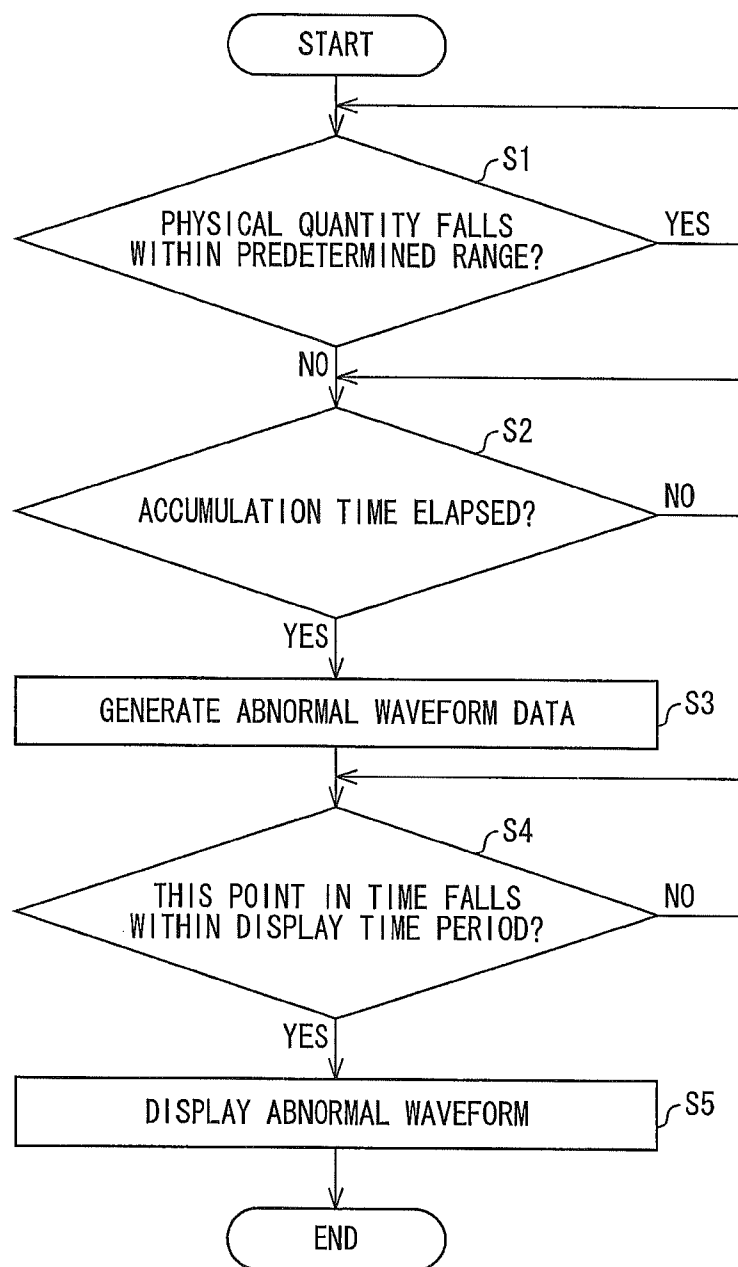 START
S1
PHYSICAL QUANTITY FALLS
WITHIN PREDETERMINED RANGE?
YES
NO
S2
ACCUMULATION TIME ELAPSED?
NO
YES
GENERATE ABNORMAL WAVEFORM DATA
S3
S4
THIS POINT IN TIME FALLS
WITHIN DISPLAY TIME PERIOD?
NO
YES
DISPLAY ABNORMAL WAVEFORM
S5
END